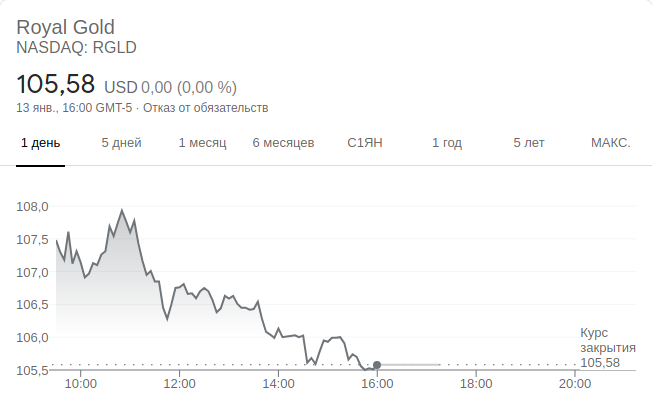 Royal Gold
NASDAQ: RGLD
105,58 USD 0,00 (0,00 %)
13 янв., 16:00 GMT-5 · Отказ от обязательств
1 день 5 дней 1 месяц 6 месяцев С1ЯН 1 год 5 лет МАКС.
108,0
107,5
107,0
106,5
106,0
105,5
Курс
закрытия
105,58
10:00 12:00 14:00 16:00 18:00 20:00